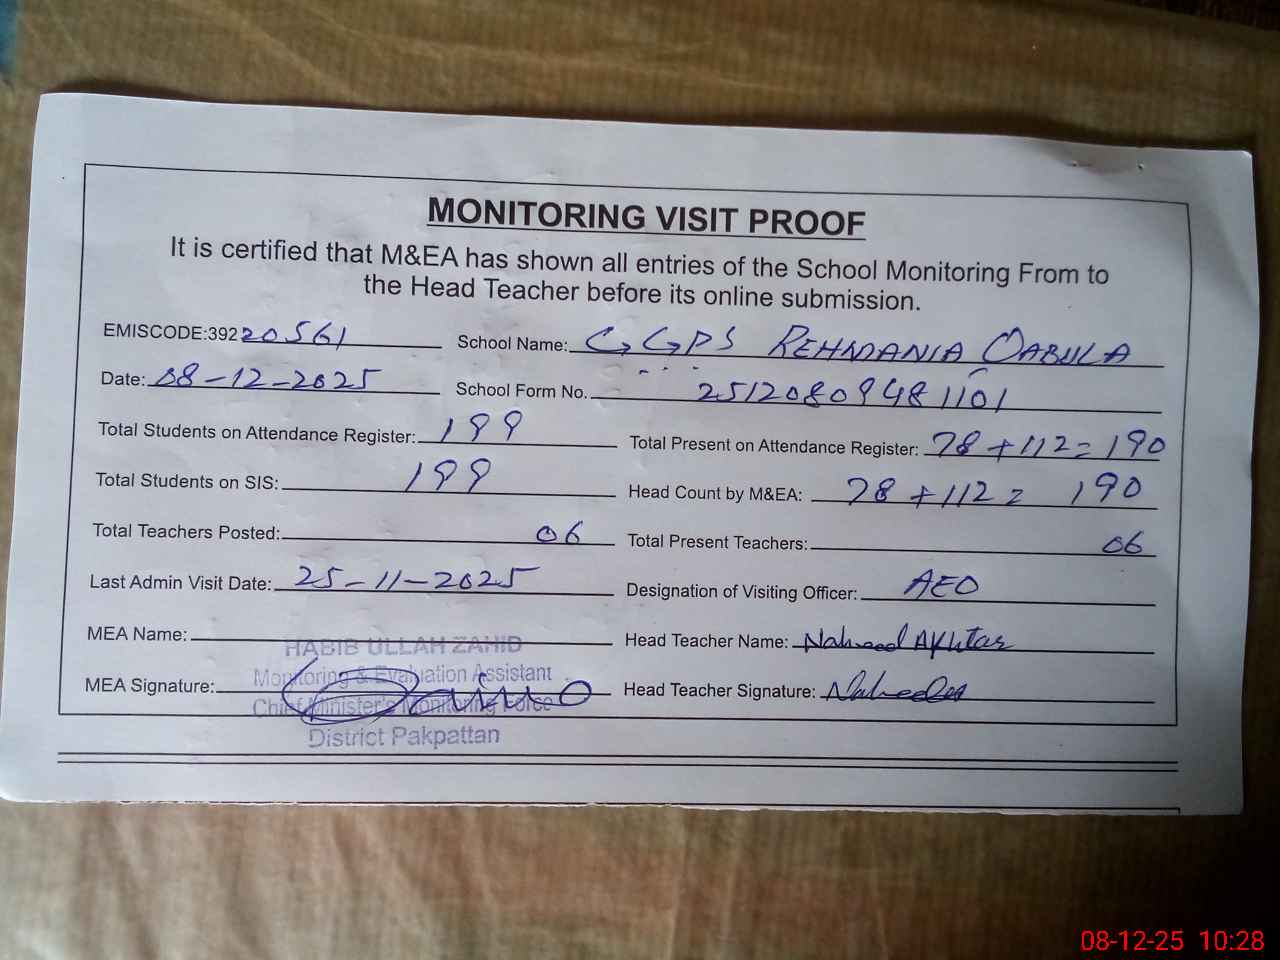 MONITORING VISIT PROOF
It is certified that M&EA has shown all entries of the School Monitoring From to
the Head Teacher before its online submission.
EMISCODE:39220561 School Name: GGPS REHMANIA QABULA
Date: 08-12-2025 School Form No. 2512080948 1101
Total Students on Attendance Register: 199 Total Present on Attendance Register: 78+112=190
Total Students on SIS: 199 Head Count by M&EA: 78+112= 190
Total Teachers Posted: 06 Total Present Teachers: 06
Last Admin Visit Date: 25-11-2025 Designation of Visiting Officer: AEO
MEA Name: Head Teacher Name: Naheed Akhtar
HABIB ULLAH ZAHID
Monitoring & Evaluation Assistant
MEA Signature: Head Teacher Signature:
Chief Minister's Monitoring Force
District Pakpattan
08-12-25 10:28